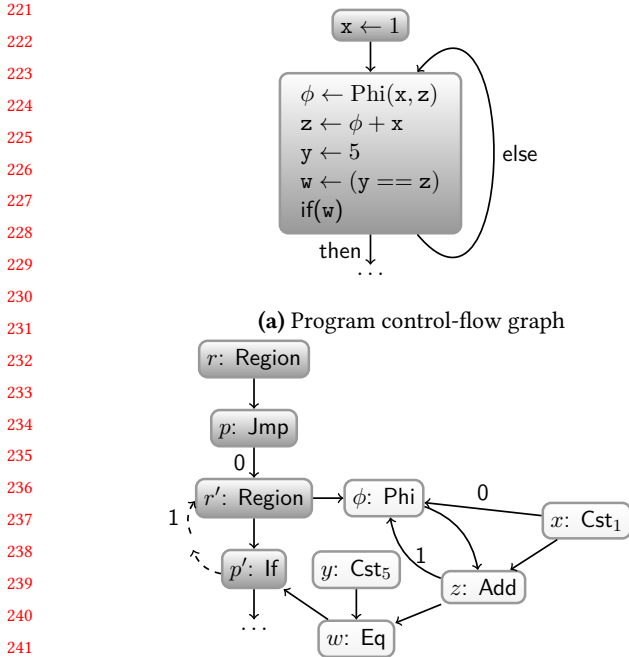 221
x ← 1
222
223
ϕ ← Phi(x, z)
224
z ← ϕ + x
225
y ← 5
else
226
w ← (y == z)
227
if(w)
228
then
229
· · ·
230
(a) Program control-flow graph
231
r: Region
232
233
p: Jmp
234
0
235
r′: Region
ϕ: Phi
0
236
1
x: Cst₁
237
p′: If
y: Cst₅
1
238
z: Add
239
· · ·
240
w: Eq
241